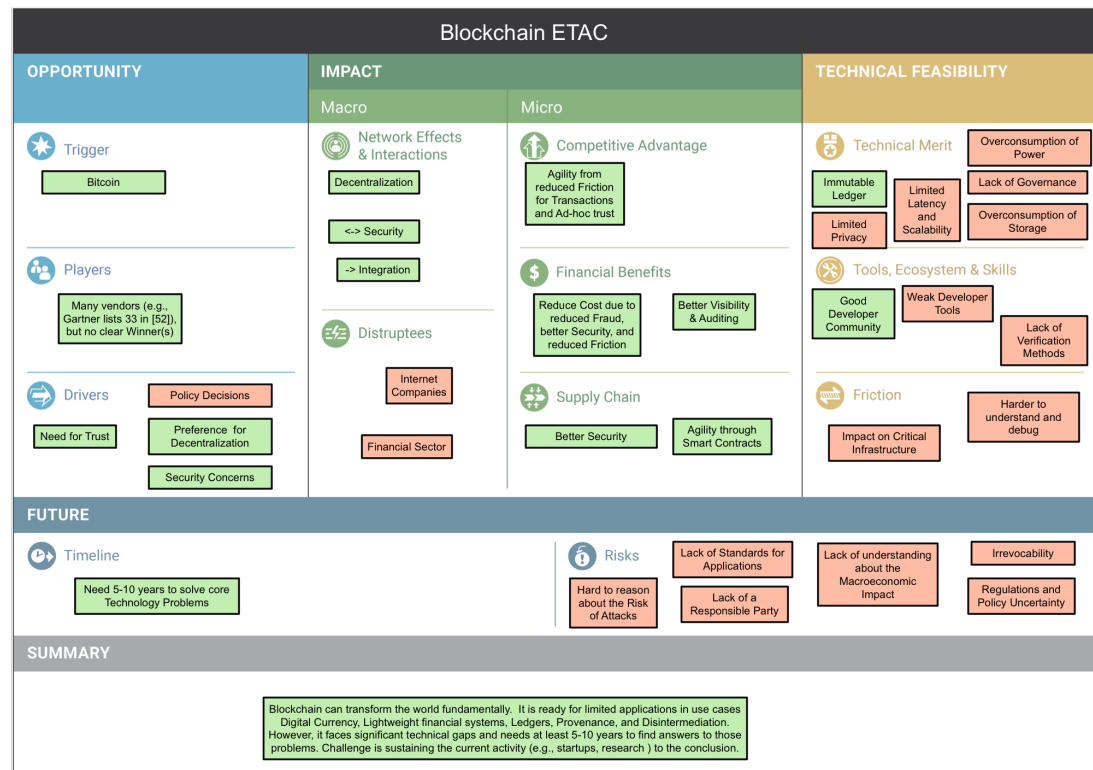 Blockchain ETAC
OPPORTUNITY
IMPACT
TECHNICAL FEASIBILITY
Macro
Micro
Trigger
Bitcoin
Players
Many vendors (e.g.,
Gartner lists 33 in [52]),
but no clear Winner(s)
Drivers
Policy Decisions
Need for Trust
Preference for
Decentralization
Security Concerns
Network Effects
& Interactions
Decentralization
<-> Security
-> Integration
Distruptees
Internet
Companies
Financial Sector
Competitive Advantage
Agility from
reduced Friction
for Transactions
and Ad-hoc trust
Financial Benefits
Reduce Cost due to
reduced Fraud,
better Security, and
reduced Friction
Better Visibility
& Auditing
Supply Chain
Better Security
Agility through
Smart Contracts
Technical Merit
Overconsumption of
Power
Immutable
Ledger
Limited
Latency
and
Scalability
Lack of Governance
Limited
Privacy
Overconsumption of
Storage
Tools, Ecosystem & Skills
Good
Developer
Community
Weak Developer
Tools
Lack of
Verification
Methods
Friction
Harder to
understand and
debug
Impact on Critical
Infrastructure
FUTURE
Timeline
Need 5-10 years to solve core
Technology Problems
Risks
Lack of Standards for
Applications
Lack of understanding
about the
Macroeconomic
Impact
Irrevocability
Hard to reason
about the Risk
of Attacks
Lack of a
Responsible Party
Regulations and
Policy Uncertainty
SUMMARY
Blockchain can transform the world fundamentally. It is ready for limited applications in use cases
Digital Currency, Lightweight financial systems, Ledgers, Provenance, and Disintermediation.
However, it faces significant technical gaps and needs at least 5-10 years to find answers to those
problems. Challenge is sustaining the current activity (e.g., startups, research ) to the conclusion.